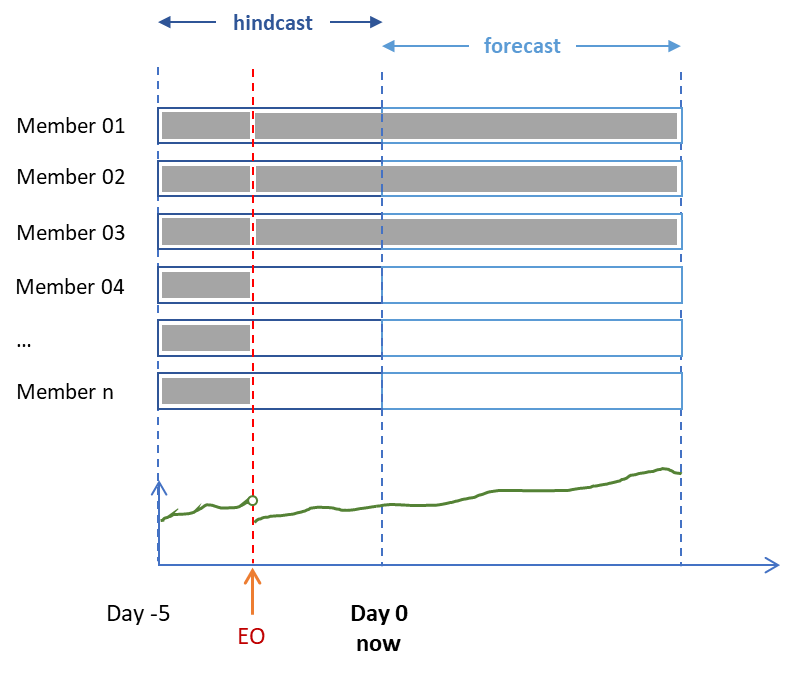 hindcast
forecast
Member 01
Member 02
Member 03
Member 04
...
Member n
Day -5
Day 0
now
EO